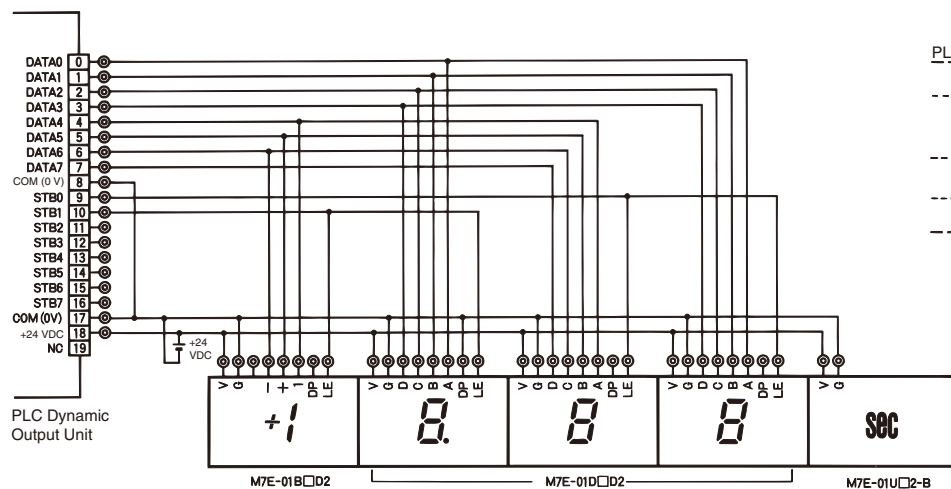 DATA0 0
DATA1 1
DATA2 2
DATA3 3
DATA4 4
DATA5 5
DATA6 6
DATA7 7
COM (0 V) 8
STB0 9
STB1 10
STB2 11
STB3 12
STB4 13
STB5 14
STB6 15
STB7 16
COM (0V) 17
+24 VDC 18
NC 19
+24
VDC
PLC Dynamic
Output Unit
PL
V G − + 1 DP LE
V G D C B A DP LE
V G D C B A DP LE
V G D C B A DP LE
V G
+1
8.
8
8
sec
M7E-01B□D2
M7E-01D□D2
M7E-01U□2-B